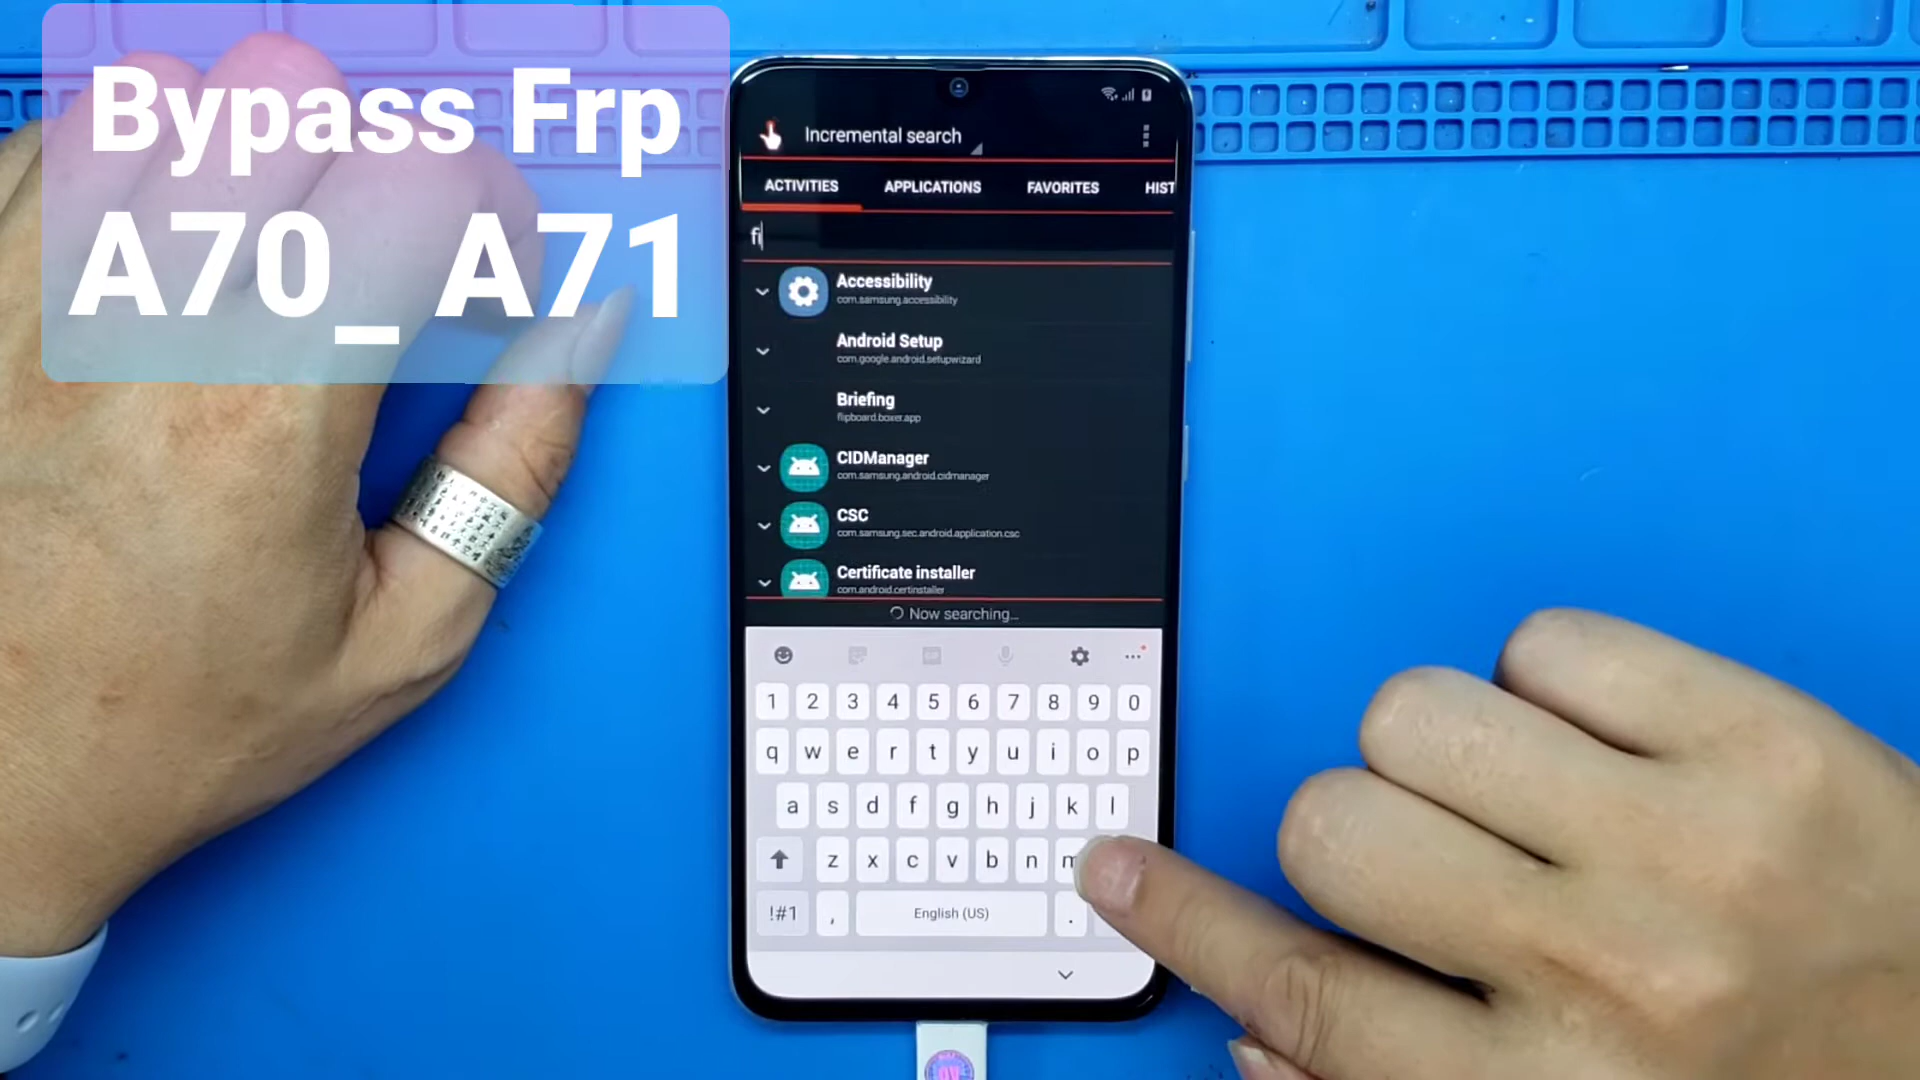 Bypass Frp
A70_ A71
Incremental search
ACTIVITIES APPLICATIONS FAVORITES HIST
fi
Accessibility
com.samsung.accessibility
Android Setup
com.google.android.setupwizard
Briefing
flipboard.boxer.app
CIDManager
com.samsung.android.cidmanager
CSC
com.samsung.sec.android.application.csc
Certificate installer
com.android.certinstaller
Now searching...
1 2 3 4 5 6 7 8 9 0
q w e r t y u i o p
a s d f g h j k l
z x c v b n m
!#1 , English (US) .